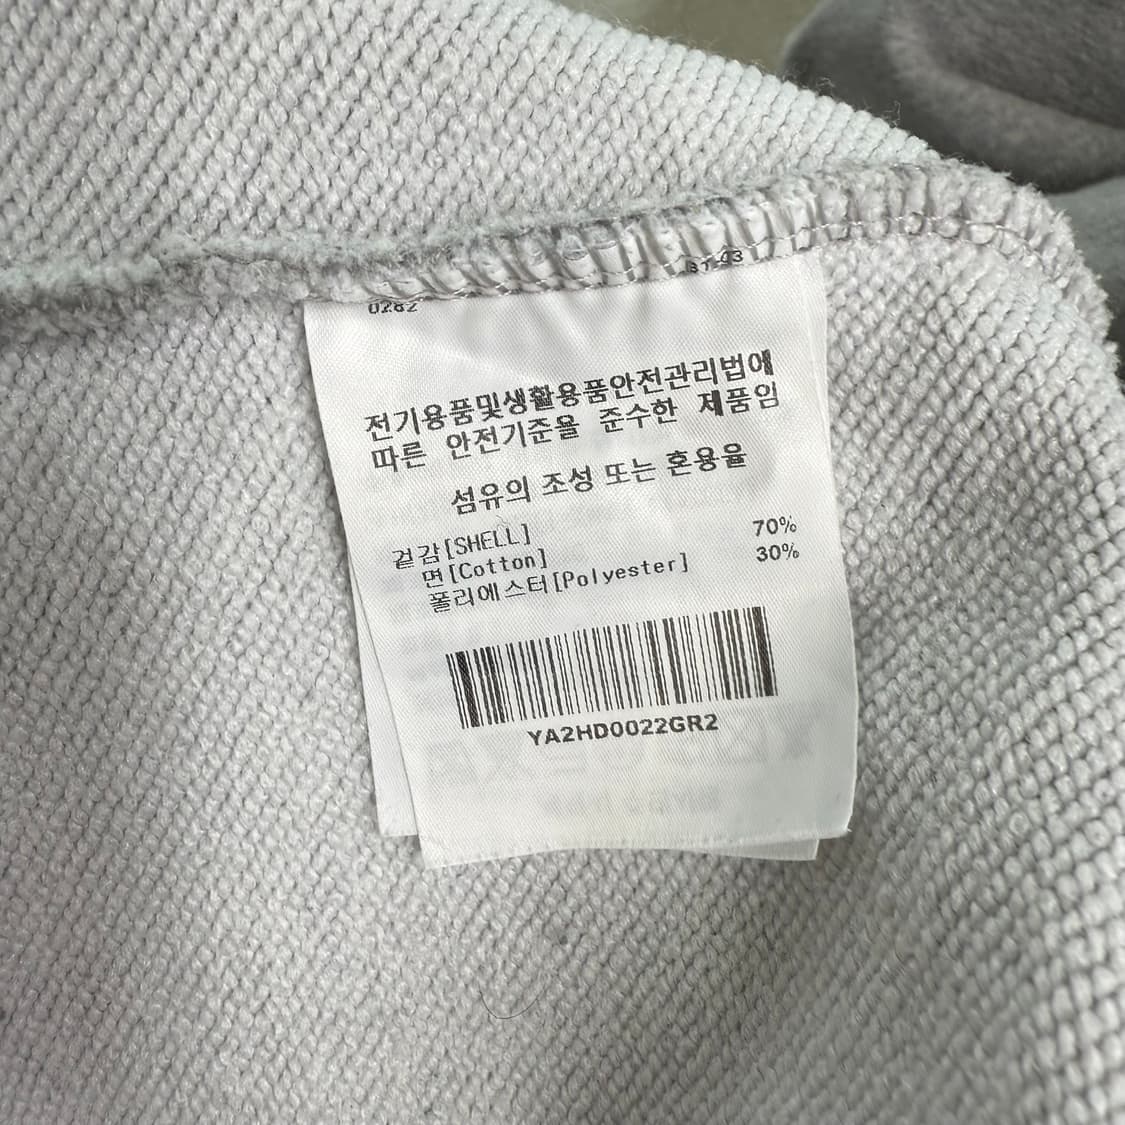 0282
전기용품및생활용품안전관리법에
따른 안전기준을 준수한 제품임
섬유의 조성 또는 혼용율
겉감[SHELL]
면[Cotton] 70%
폴리에스터[Polyester] 30%
YA2HD0022GR2